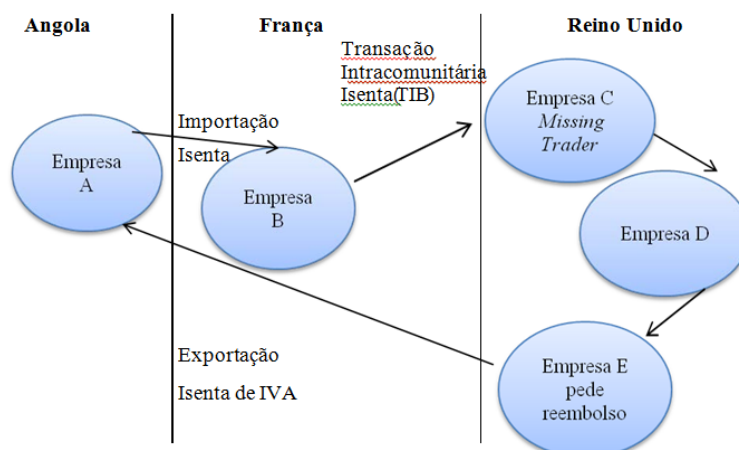 Angola
França
Reino Unido
Transação
Intracomunitária
Isenta(TIB)
Importação
Isenta
Empresa
A
Empresa
B
Empresa C
Missing
Trader
Empresa D
Empresa E
pede
reembolso
Exportação
Isenta de IVA